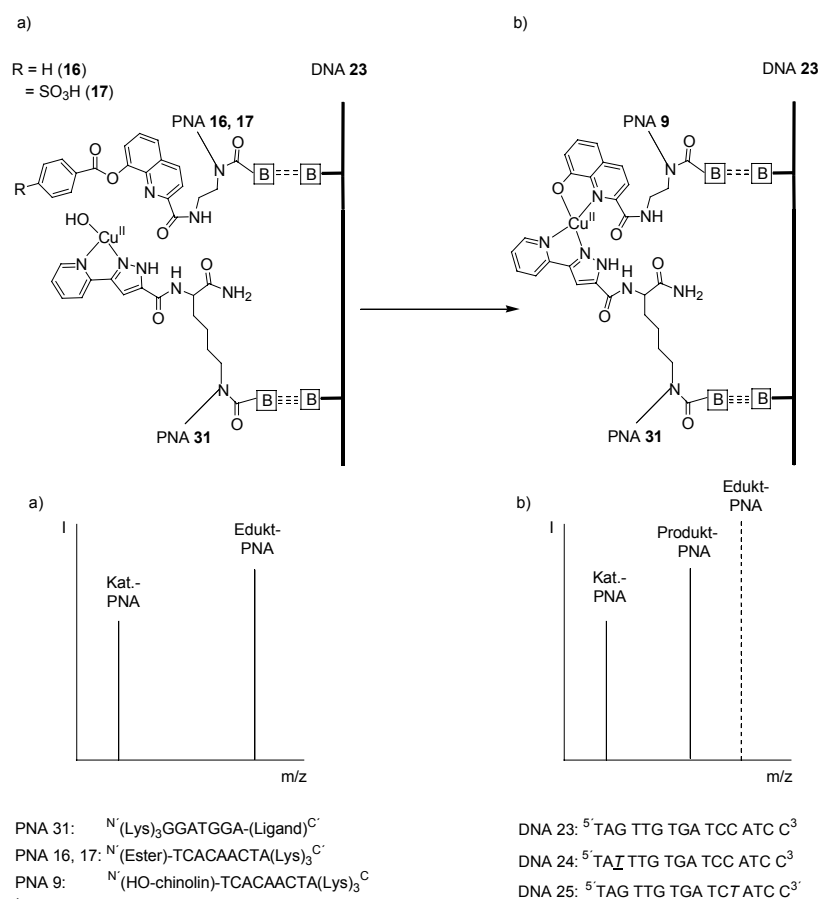 a)
b)
R = H (16)
= SO₃H (17)
DNA 23
DNA 23
PNA 16, 17
PNA 9
O
O
N
N
B
B
O
N
NH
O
R
HO
Cu^II
N
N
NH
H
N
O
NH₂
O
N
O
B
B
PNA 31
O
B
B
O
N
N
NH
O
Cu^II
N
N
NH
H
N
O
NH₂
O
N
O
B
B
PNA 31
a)
b)
I
Kat.-
PNA
Edukt-
PNA
m/z
I
Kat.-
PNA
Produkt-
PNA
Edukt-
PNA
m/z
PNA 31: N´(Lys)₃GGATGGA-(Ligand)C´
PNA 16, 17: N´(Ester)-TCACAACTA(Lys)₃C´
PNA 9: N´(HO-chinolin)-TCACAACTA(Lys)₃C
DNA 23: 5´TAG TTG TGA TCC ATC C3
DNA 24: 5´TAT TTG TGA TCC ATC C3
DNA 25: 5´TAG TTG TGA TCT ATC C3´